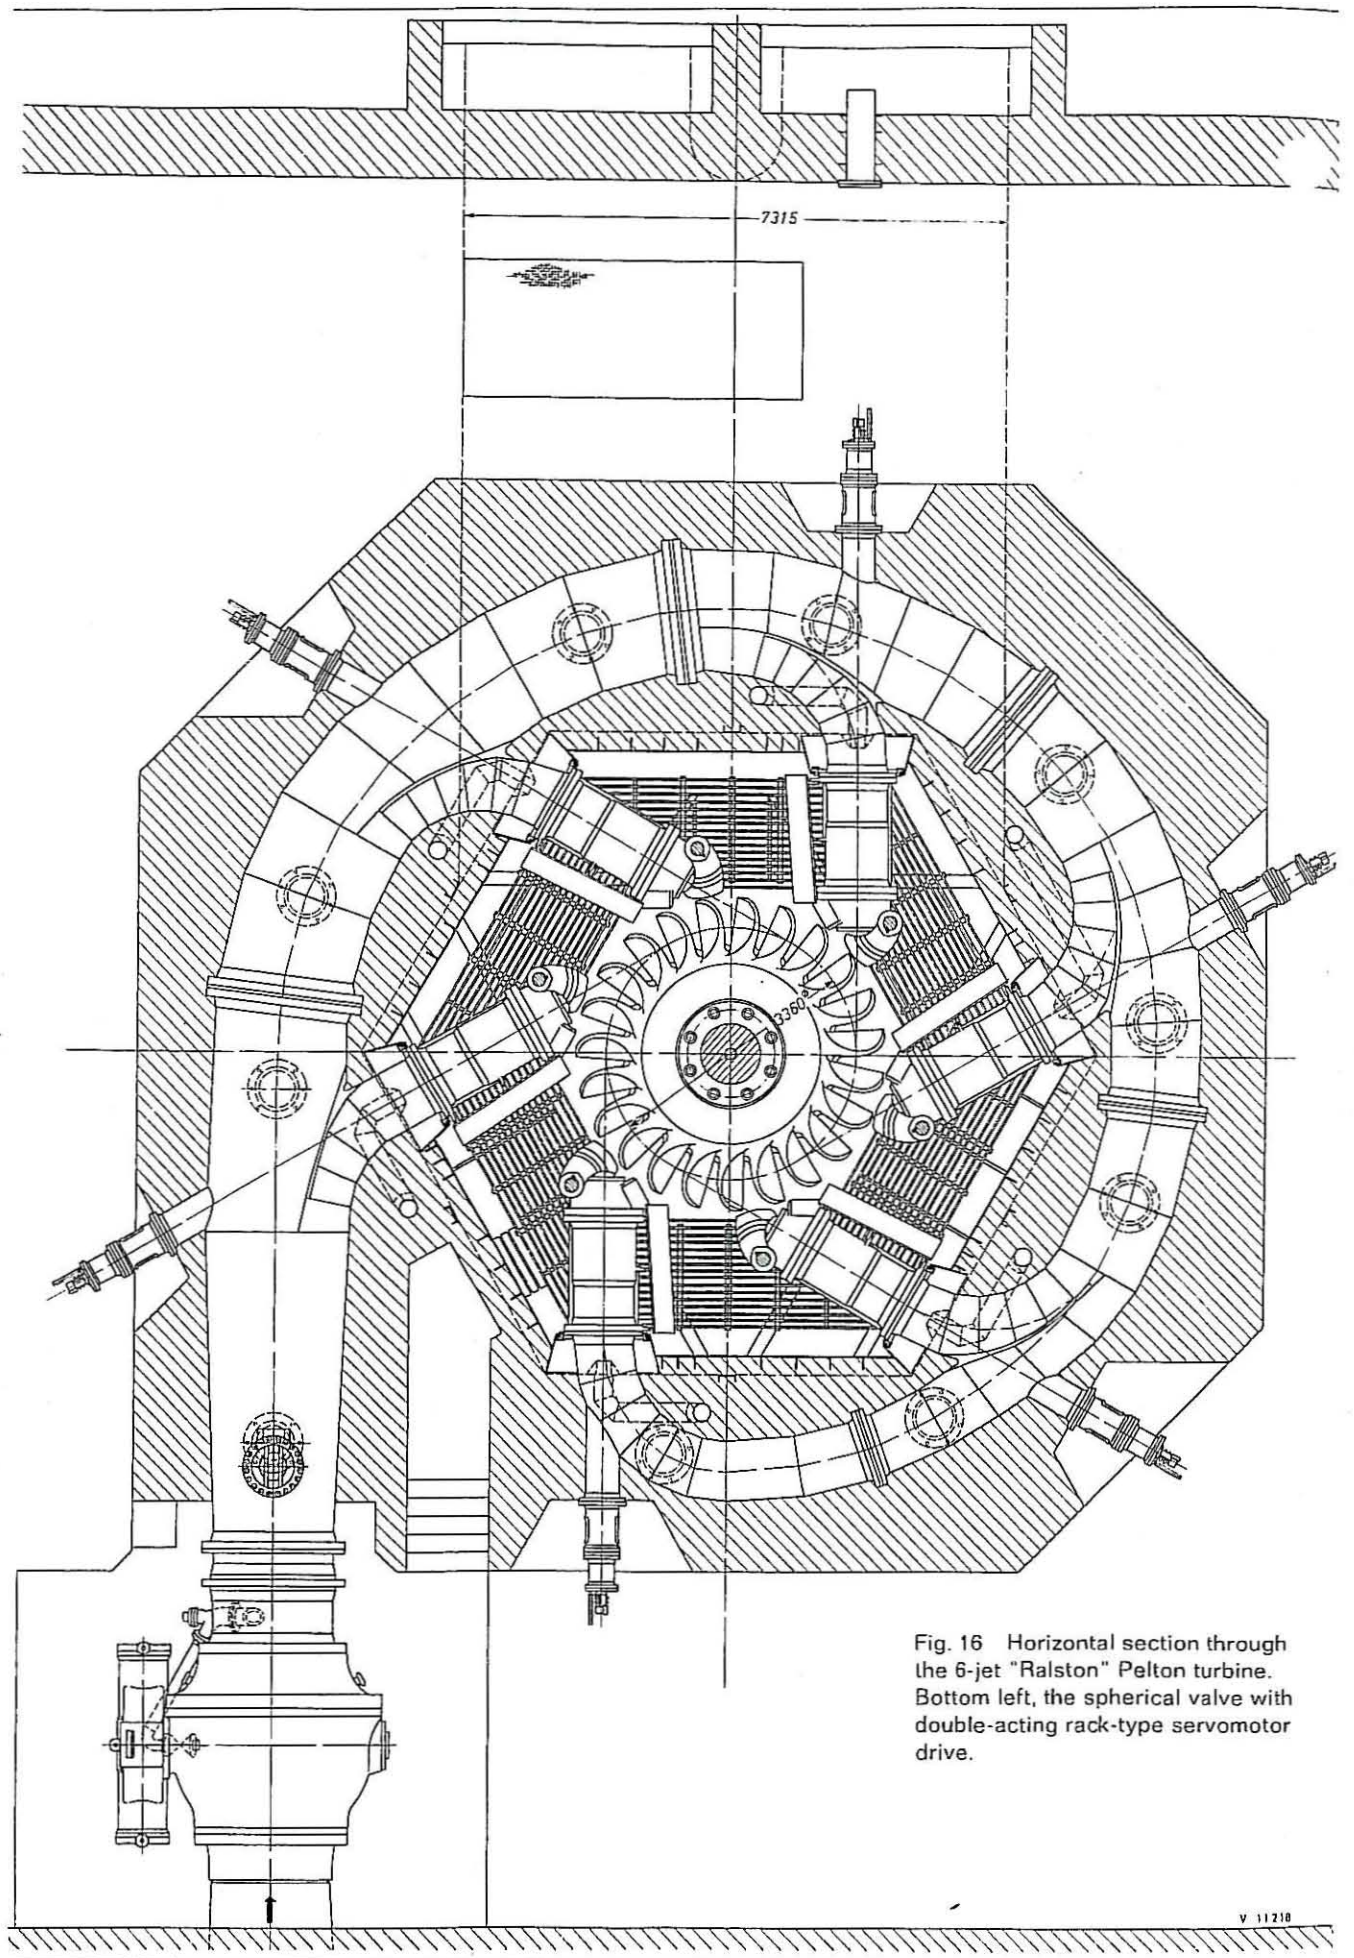 7315
3360ø
Fig. 16 Horizontal section through
the 6-jet "Ralston" Pelton turbine.
Bottom left, the spherical valve with
double-acting rack-type servomotor
drive.
V 11218